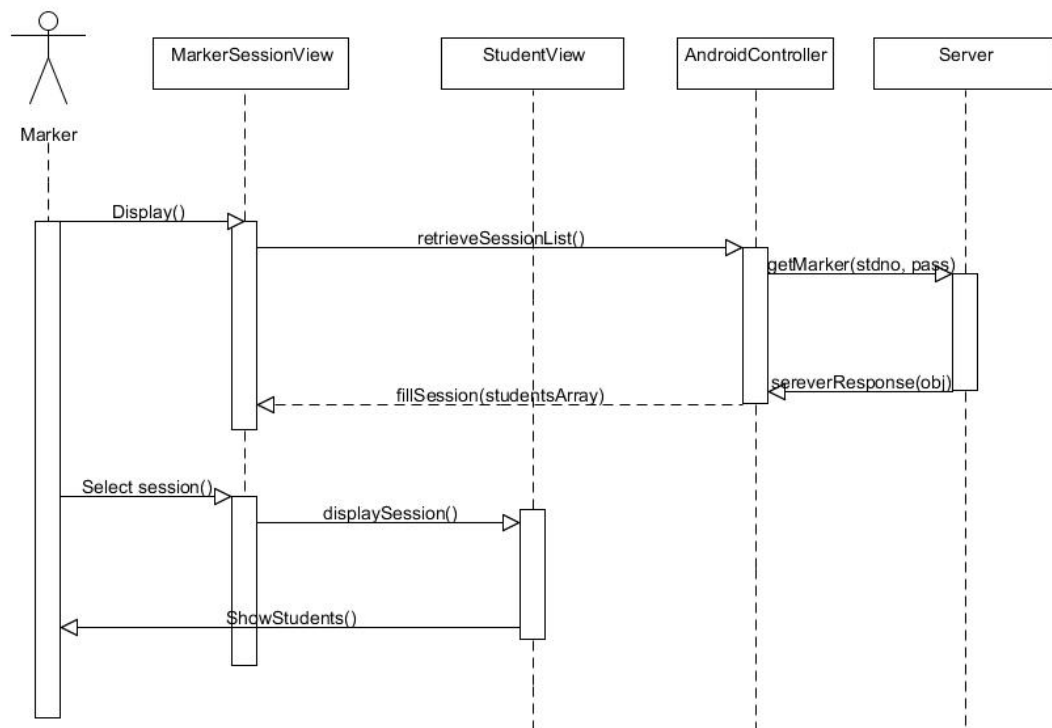 MarkerSessionView
StudentView
AndroidController
Server
Marker
Display()
retrieveSessionList()
getMarker(stdno, pass)
sereverResponse(obj)
fillSession(studentsArray)
Select session()
displaySession()
ShowStudents()